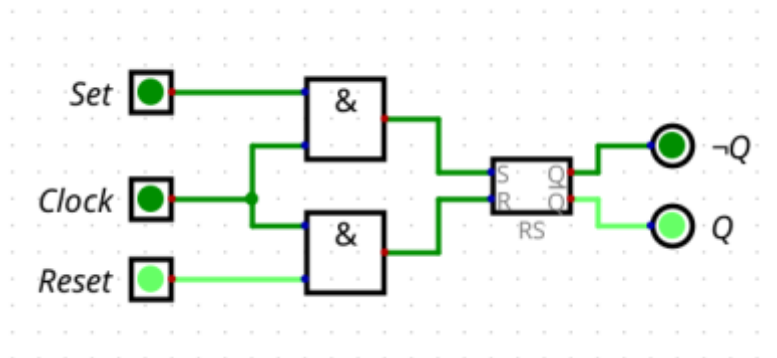 Set
&
S Q
¬Q
Clock
R Q̅
&
RS
Q
Reset